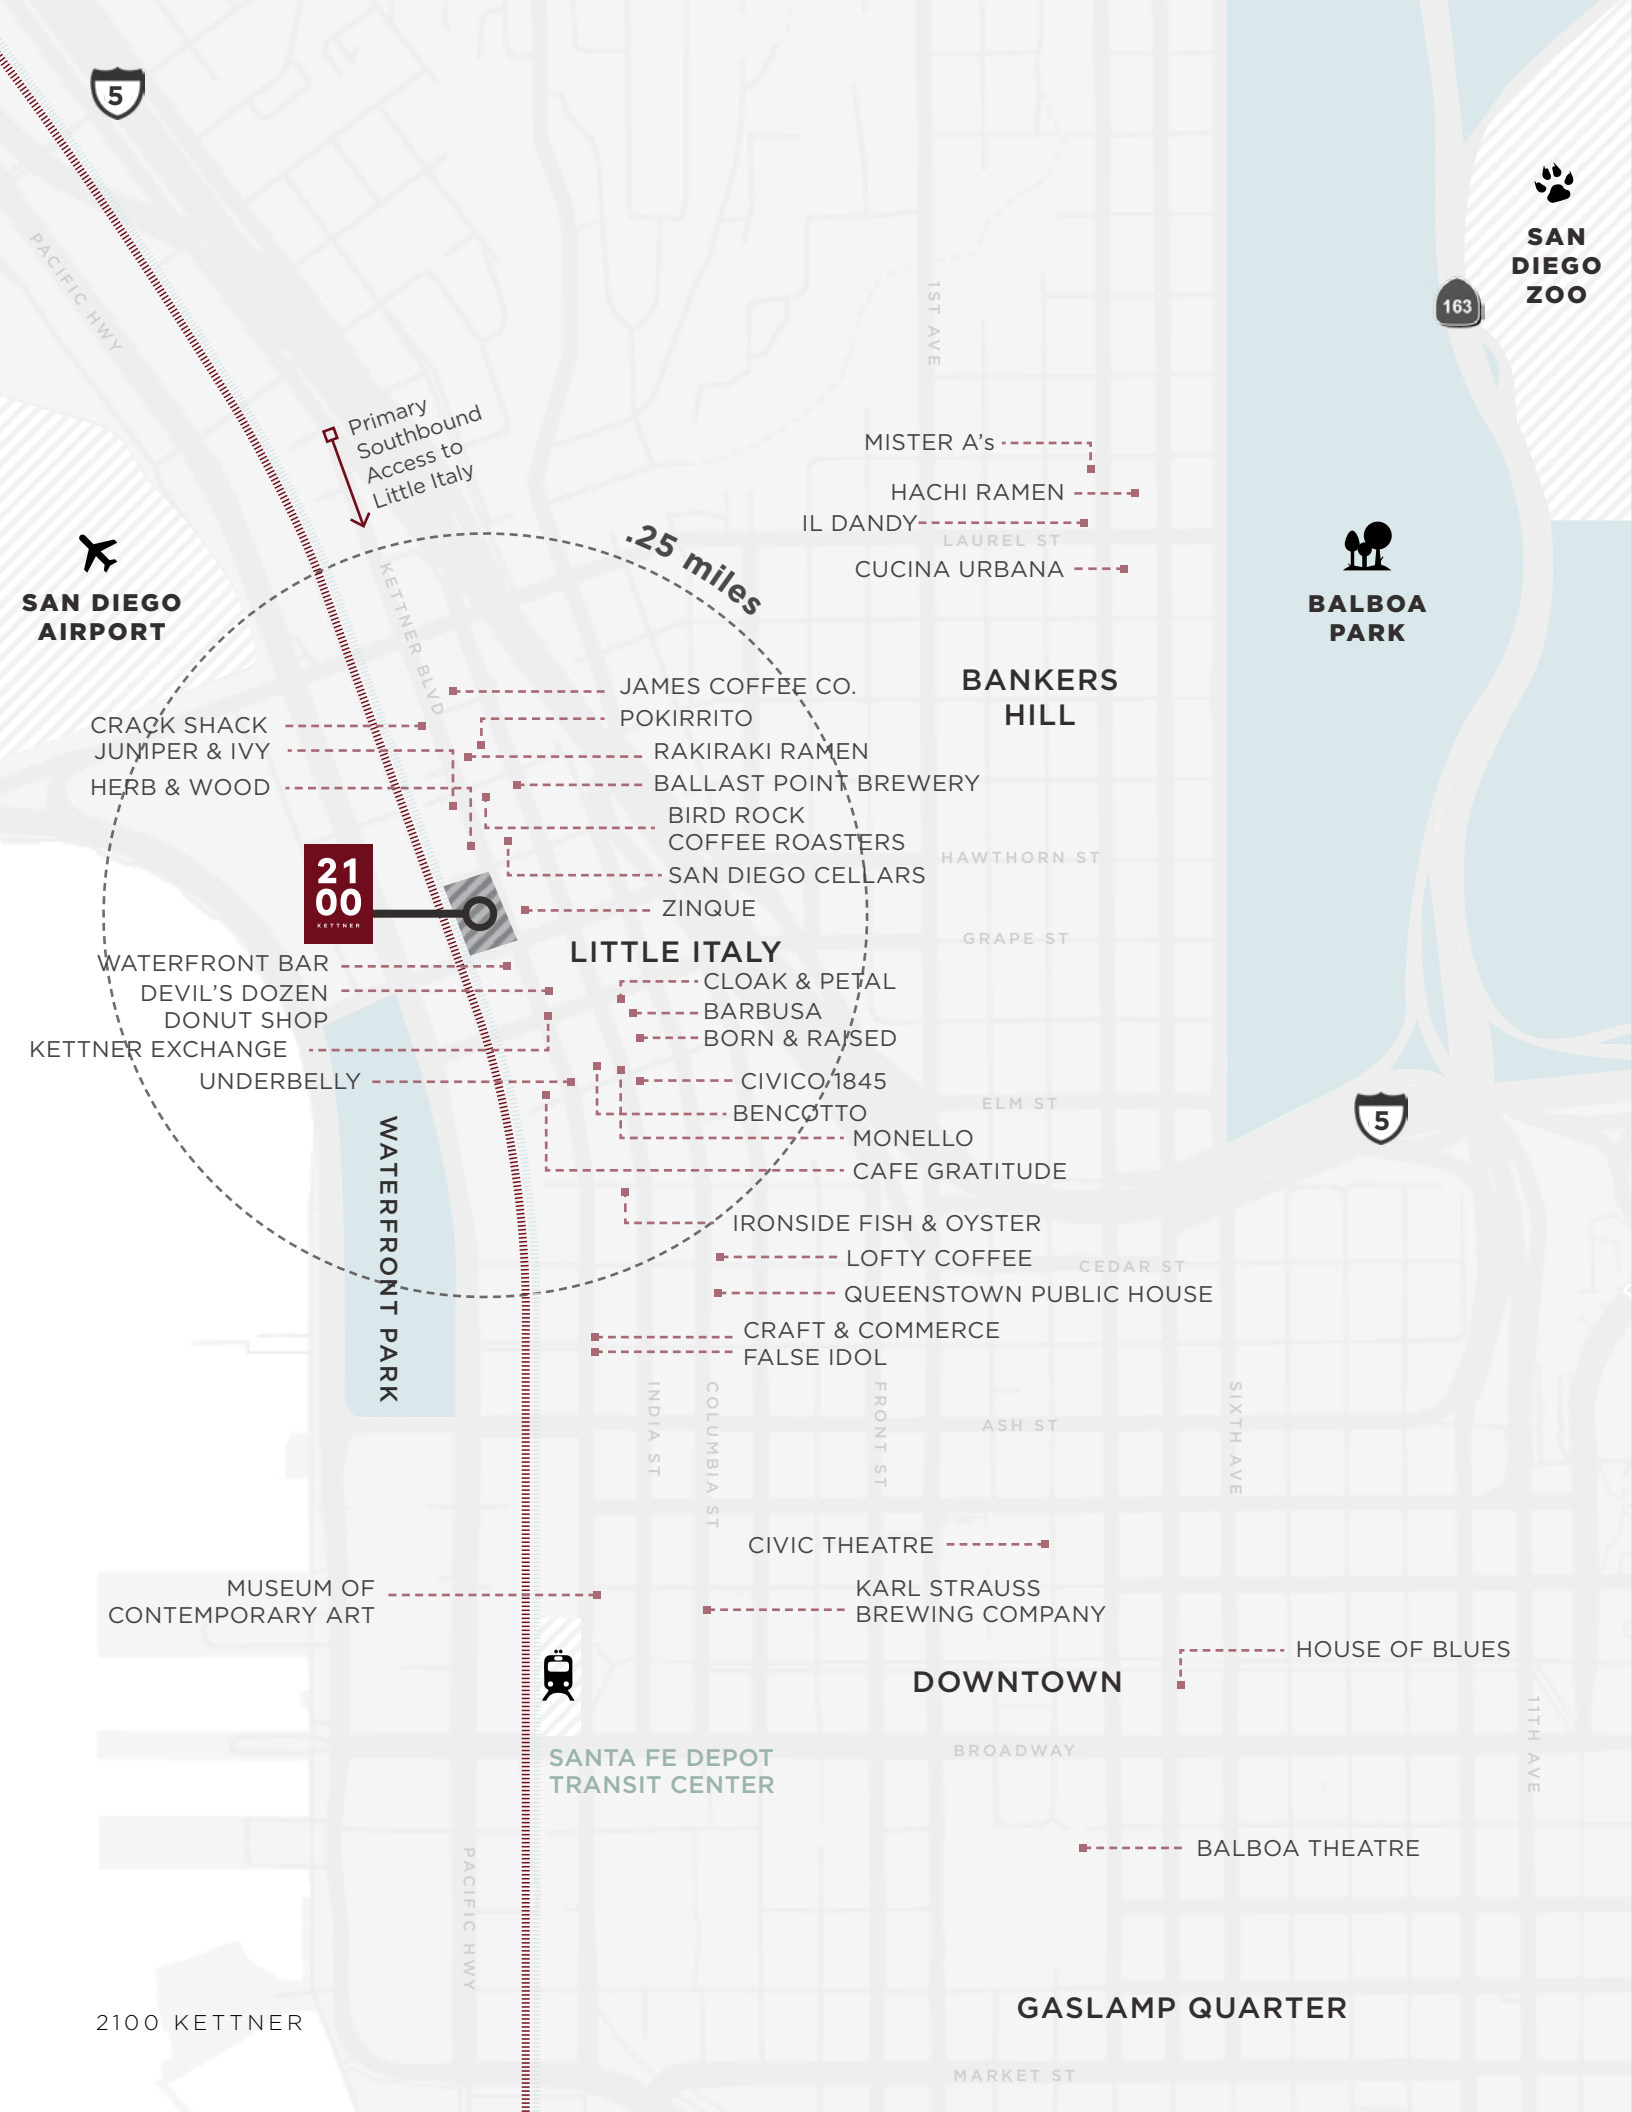 5
PACIFIC HWY
1ST AVE
SAN
DIEGO
ZOO
163
Primary
Southbound
Access to
Little Italy
MISTER A's
HACHI RAMEN
IL DANDY
LAUREL ST
CUCINA URBANA
.25 miles
SAN DIEGO
AIRPORT
KETTNER BLVD
BALBOA
PARK
BANKERS
HILL
JAMES COFFEE CO.
POKIRRITO
CRACK SHACK
JUNIPER & IVY
HERB & WOOD
RAKIRAKI RAMEN
BALLAST POINT BREWERY
BIRD ROCK
COFFEE ROASTERS
HAWTHORN ST
SAN DIEGO CELLARS
21
00
KETTNER
ZINQUE
GRAPE ST
LITTLE ITALY
WATERFRONT BAR
DEVIL'S DOZEN
DONUT SHOP
KETTNER EXCHANGE
UNDERBELLY
CLOAK & PETAL
BARBUSA
BORN & RAISED
CIVICO 1845
BENCOTTO
ELM ST
5
MONELLO
CAFE GRATITUDE
WATERFRONT PARK
IRONSIDE FISH & OYSTER
LOFTY COFFEE
CEDAR ST
QUEENSTOWN PUBLIC HOUSE
CRAFT & COMMERCE
FALSE IDOL
INDIA ST
COLUMBIA ST
FRONT ST
ASH ST
SIXTH AVE
CIVIC THEATRE
MUSEUM OF
CONTEMPORARY ART
KARL STRAUSS
BREWING COMPANY
HOUSE OF BLUES
DOWNTOWN
11TH AVE
BROADWAY
SANTA FE DEPOT
TRANSIT CENTER
BALBOA THEATRE
PACIFIC HWY
GASLAMP QUARTER
2100 KETTNER
MARKET ST